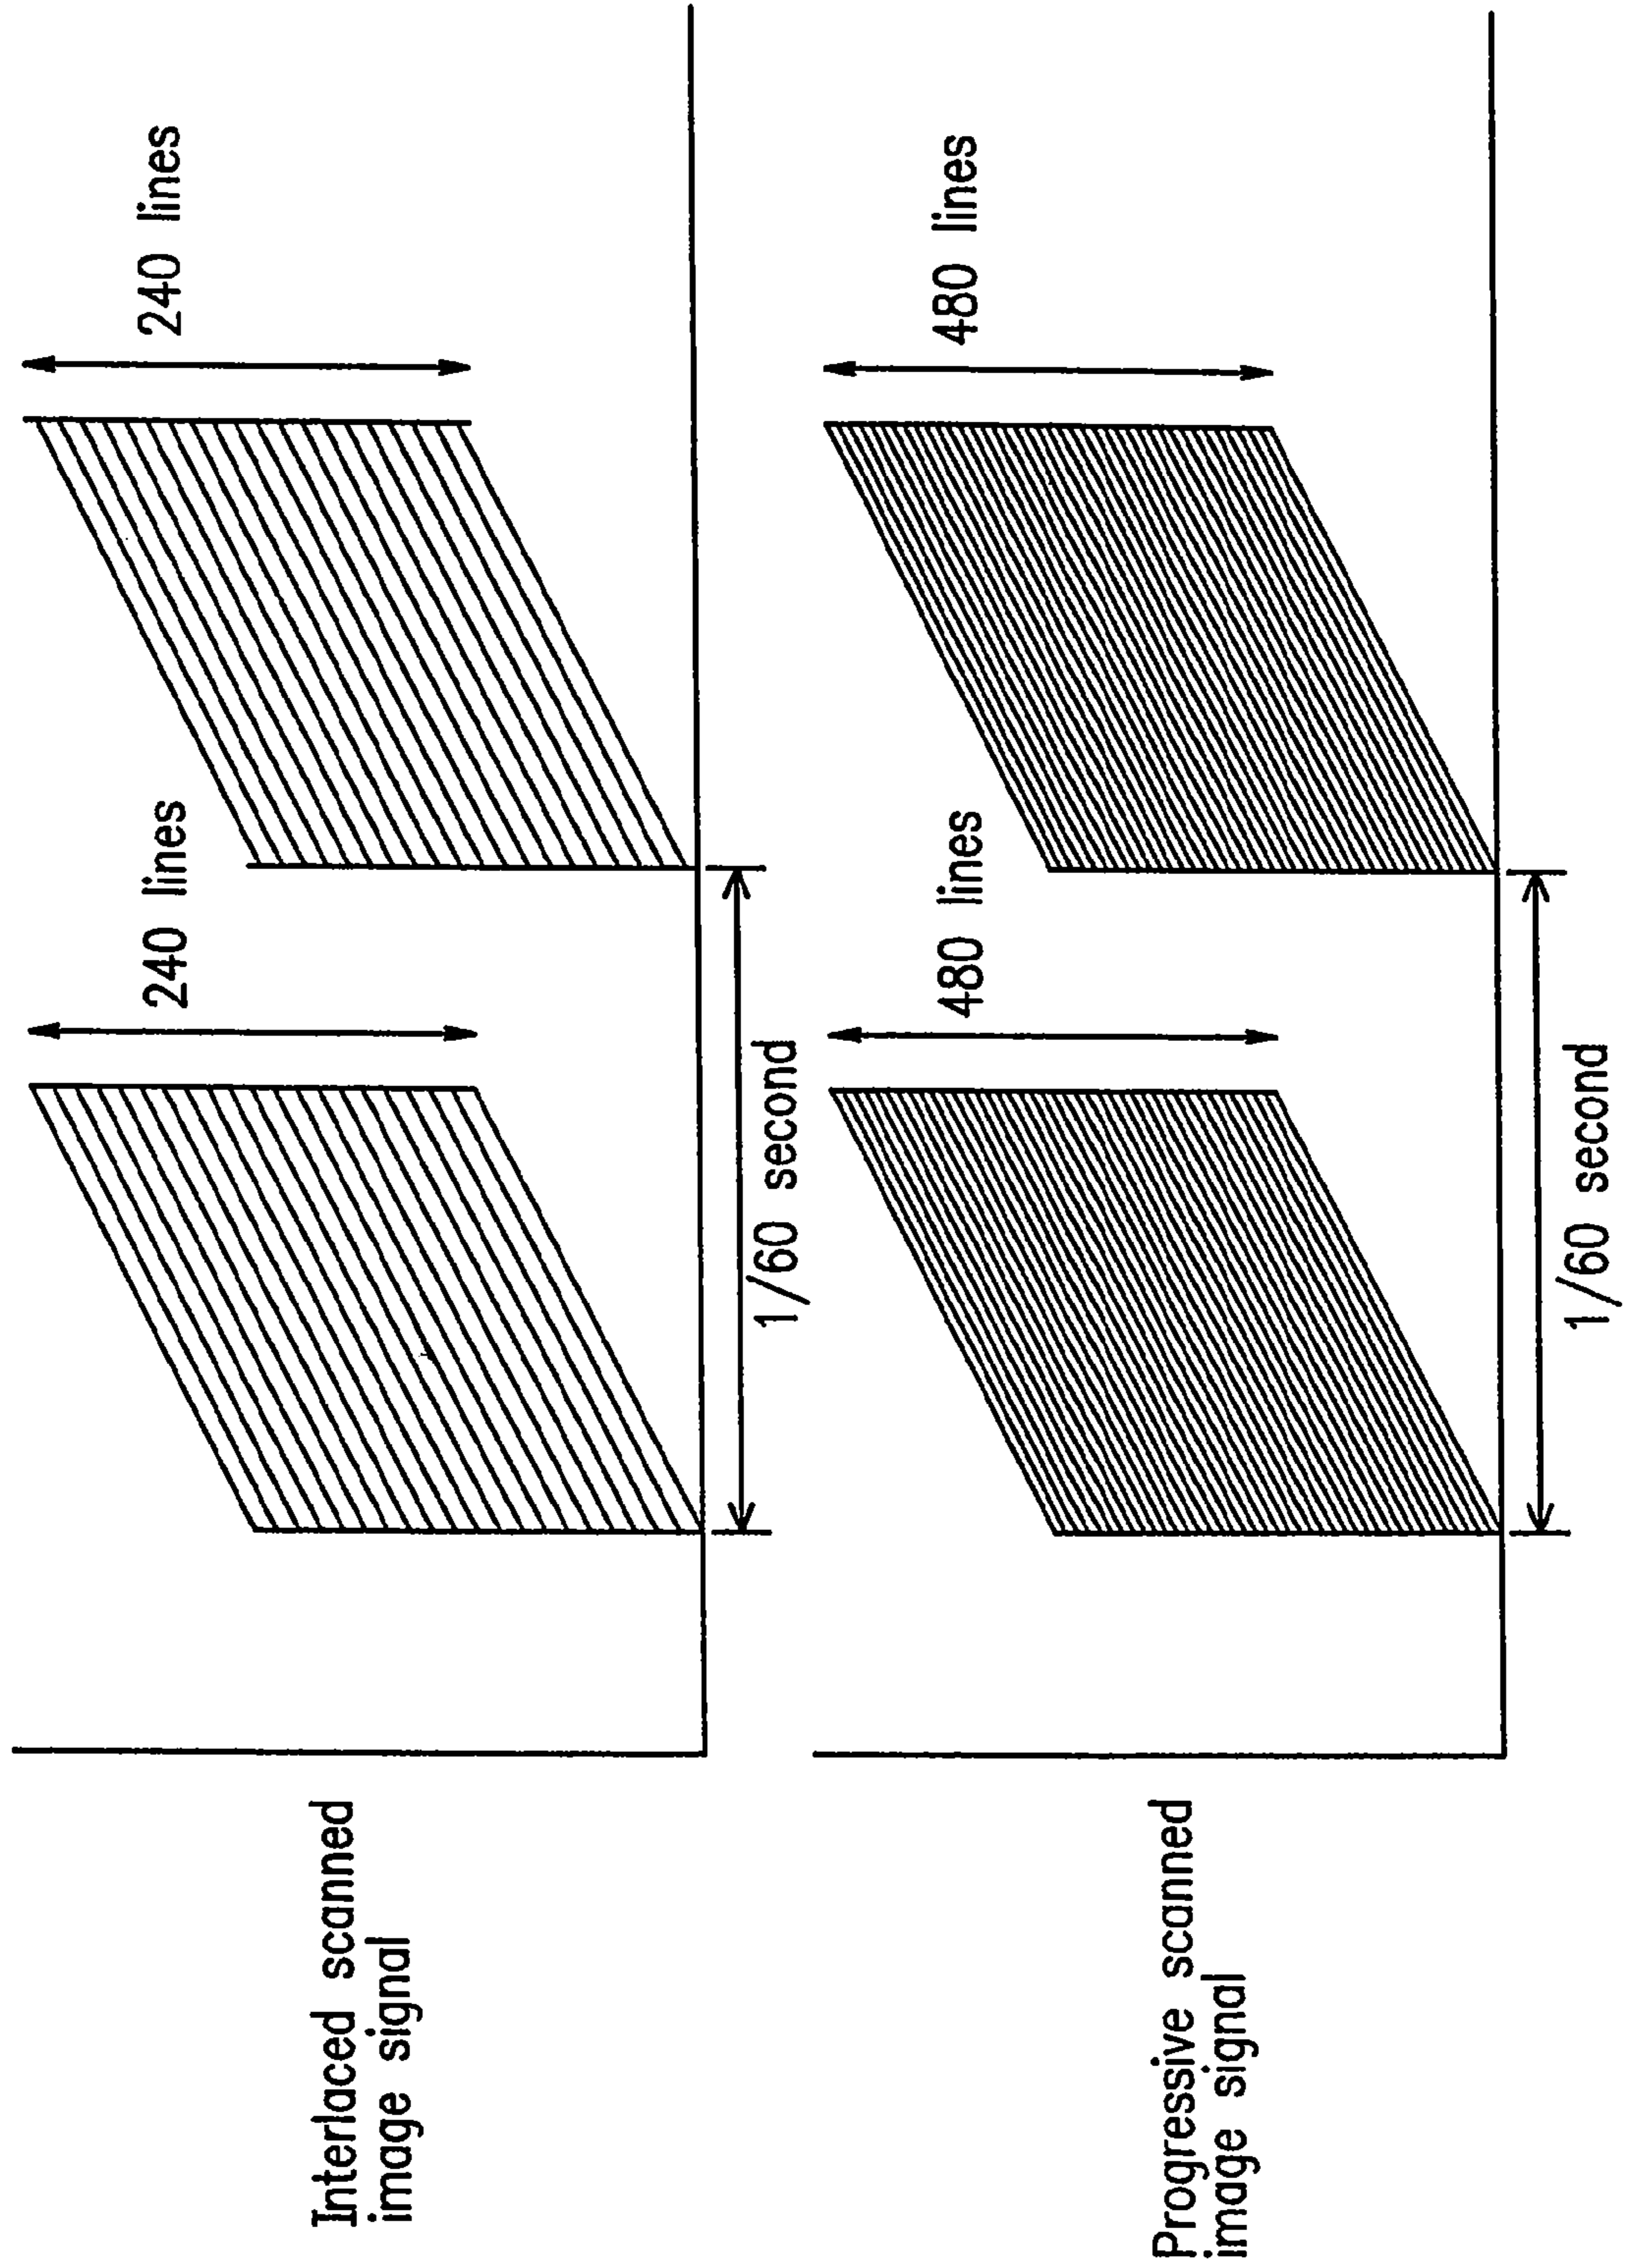 Interlaced scanned
image signal
240 lines
240 lines
1/60 second
Progressive scanned
image signal
480 lines
480 lines
1/60 second